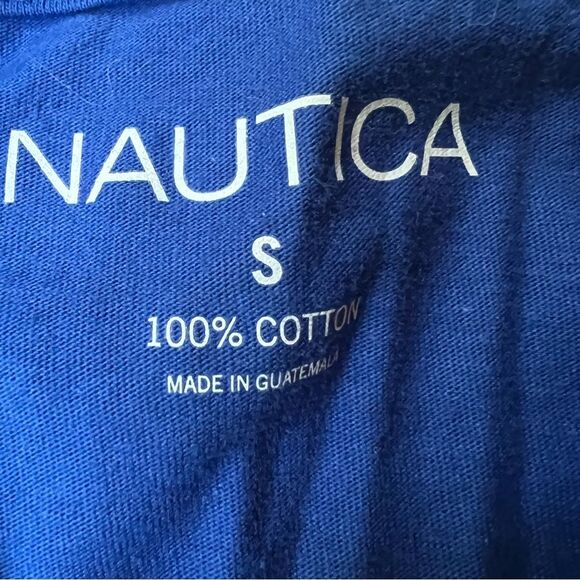 NAUTICA
S
100% COTTON
MADE IN GUATEMALA